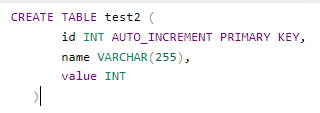 CREATE TABLE test2 (
id INT AUTO_INCREMENT PRIMARY KEY,
name VARCHAR(255),
value INT
)